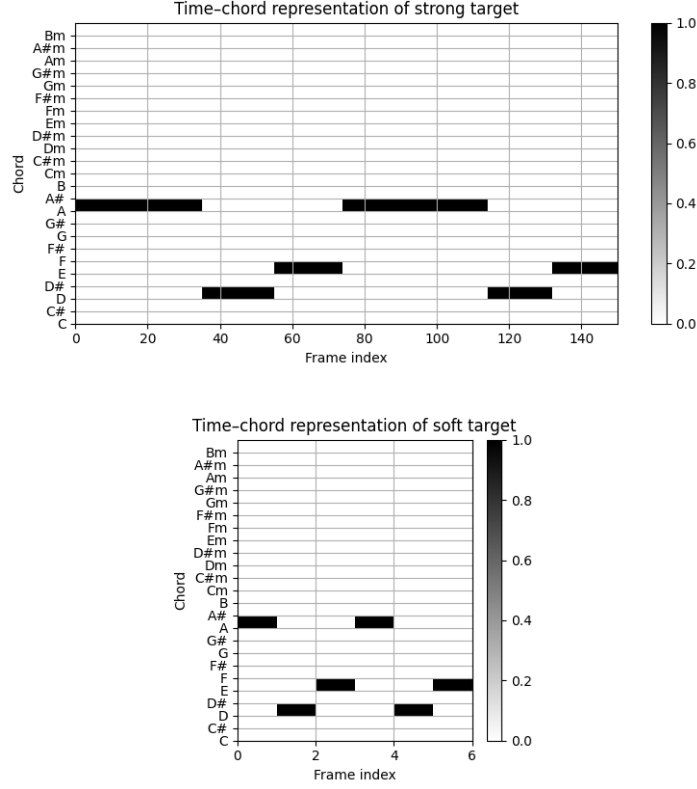 Time–chord representation of strong target
Bm
A#m
Am
G#m
Gm
F#m
Fm
Em
D#m
Dm
C#m
Cm
B
A#
A
G#
G
F#
F
E
D#
D
C#
C
Chord
0 20 40 60 80 100 120 140
Frame index
1.0
0.8
0.6
0.4
0.2
0.0
Time–chord representation of soft target
Bm
A#m
Am
G#m
Gm
F#m
Fm
Em
D#m
Dm
C#m
Cm
B
A#
A
G#
G
F#
F
E
D#
D
C#
C
Chord
0 2 4 6
Frame index
1.0
0.8
0.6
0.4
0.2
0.0